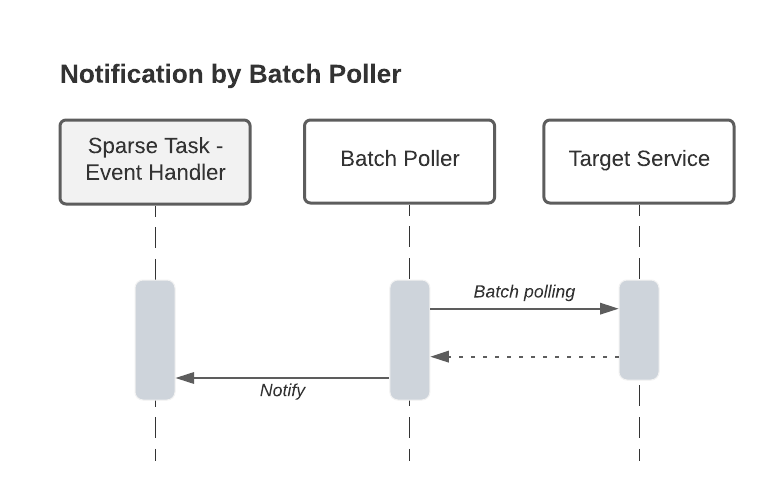 Notification by Batch Poller
Sparse Task -
Event Handler
Batch Poller
Target Service
Batch polling
Notify